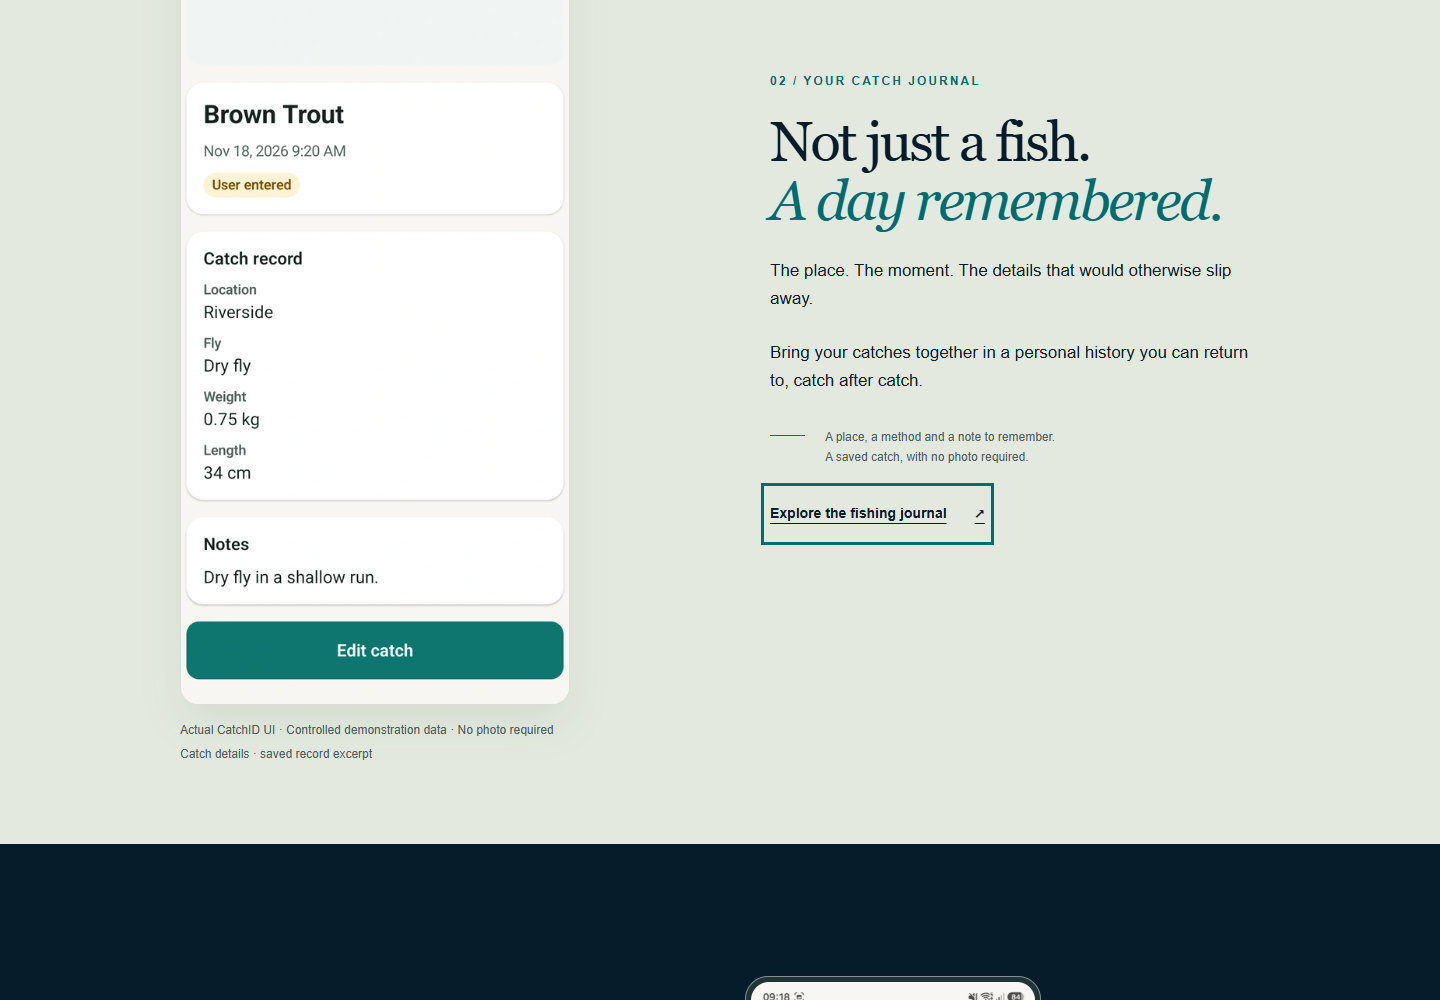 Brown Trout
Nov 18, 2026 9:20 AM
User entered
Catch record
Location
Riverside
Fly
Dry fly
Weight
0.75 kg
Length
34 cm
Notes
Dry fly in a shallow run.
Edit catch
Actual CatchID UI · Controlled demonstration data · No photo required
Catch details · saved record excerpt
02 / YOUR CATCH JOURNAL
Not just a fish.
A day remembered.
The place. The moment. The details that would otherwise slip
away.
Bring your catches together in a personal history you can return
to, catch after catch.
A place, a method and a note to remember.
A saved catch, with no photo required.
Explore the fishing journal ↗
09:18
84